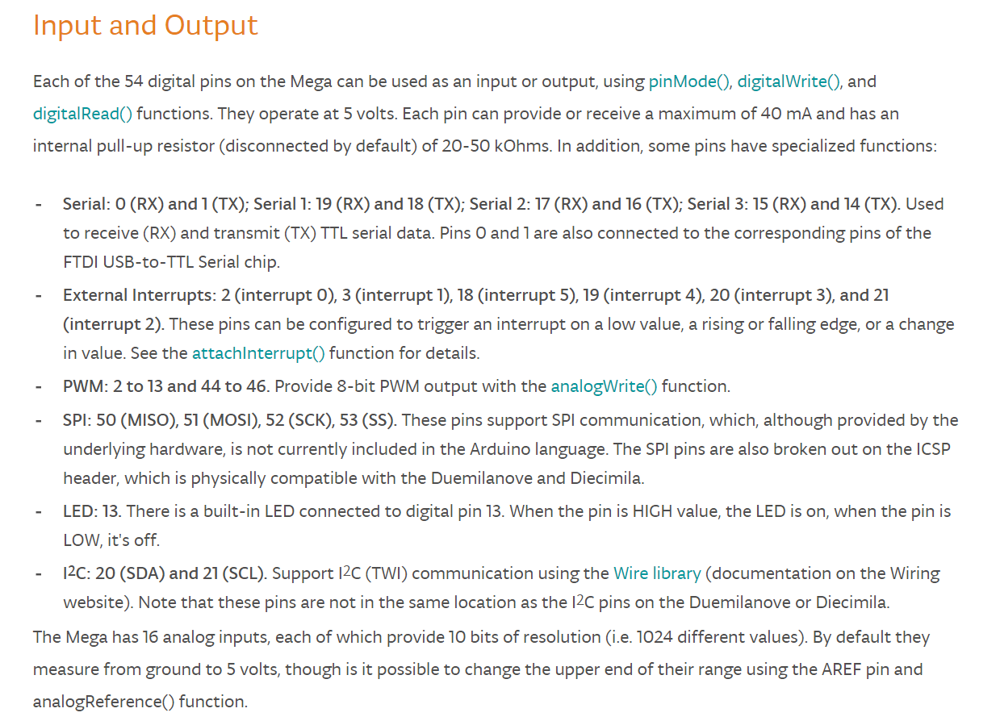 Input and Output
Each of the 54 digital pins on the Mega can be used as an input or output, using pinMode(), digitalWrite(), and
digitalRead() functions. They operate at 5 volts. Each pin can provide or receive a maximum of 40 mA and has an
internal pull-up resistor (disconnected by default) of 20-50 kOhms. In addition, some pins have specialized functions:
- Serial: 0 (RX) and 1 (TX); Serial 1: 19 (RX) and 18 (TX); Serial 2: 17 (RX) and 16 (TX); Serial 3: 15 (RX) and 14 (TX). Used
to receive (RX) and transmit (TX) TTL serial data. Pins 0 and 1 are also connected to the corresponding pins of the
FTDI USB-to-TTL Serial chip.
- External Interrupts: 2 (interrupt 0), 3 (interrupt 1), 18 (interrupt 5), 19 (interrupt 4), 20 (interrupt 3), and 21
(interrupt 2). These pins can be configured to trigger an interrupt on a low value, a rising or falling edge, or a change
in value. See the attachInterrupt() function for details.
- PWM: 2 to 13 and 44 to 46. Provide 8-bit PWM output with the analogWrite() function.
- SPI: 50 (MISO), 51 (MOSI), 52 (SCK), 53 (SS). These pins support SPI communication, which, although provided by the
underlying hardware, is not currently included in the Arduino language. The SPI pins are also broken out on the ICSP
header, which is physically compatible with the Duemilanove and Diecimila.
- LED: 13. There is a built-in LED connected to digital pin 13. When the pin is HIGH value, the LED is on, when the pin is
LOW, it's off.
- I²C: 20 (SDA) and 21 (SCL). Support I²C (TWI) communication using the Wire library (documentation on the Wiring
website). Note that these pins are not in the same location as the I²C pins on the Duemilanove or Diecimila.
The Mega has 16 analog inputs, each of which provide 10 bits of resolution (i.e. 1024 different values). By default they
measure from ground to 5 volts, though is it possible to change the upper end of their range using the AREF pin and
analogReference() function.